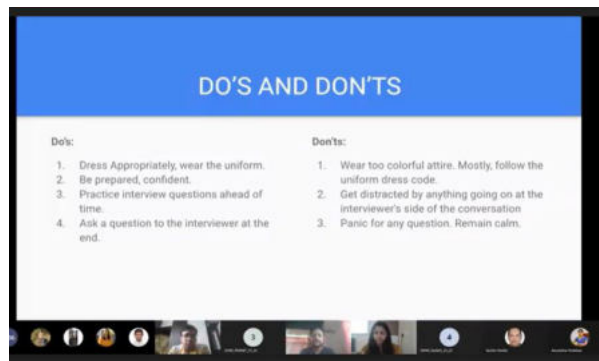 DO'S AND DON'TS
Do's:
1. Dress Appropriately, wear the uniform.
2. Be prepared, confident.
3. Practice interview questions ahead of
time.
4. Ask a question to the interviewer at the
end.
Don'ts:
1. Wear too colorful attire. Mostly, follow the
uniform dress code.
2. Get distracted by anything going on at the
interviewer's side of the conversation
3. Panic for any question. Remain calm.
3
4